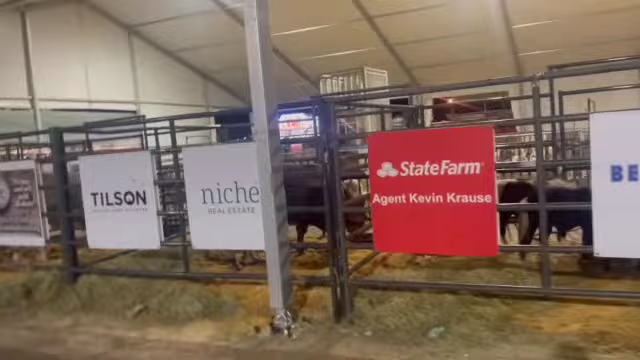 TILSON
niche
REAL ESTATE
StateFarm
Agent Kevin Krause
BE